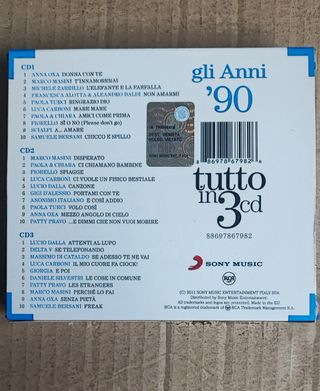 CD1
1 ANNA OXA DONNA CON TE
2 MARCO MASINI T'INNAMORERAI
3 MICHELE ZARRILLO L'ELEFANTE E LA FARFALLA
4 FRANCESCA ALOTTA & ALEANDRO BALDI NON AMARMI
5 PAOLA TURCI RINGRAZIO DIO
6 LUCA CARBONI MARE MARE
7 PAOLA & CHIARA AMICI COME PRIMA
8 FIORELLO SÌ O NO (Please don't go)
9 SCIALPI A... AMARE
10 SAMUELE BERSANI CHICCO E SPILLO
CD2
1 MARCO MASINI DISPERATO
2 PAOLA & CHIARA CI CHIAMANO BAMBINE
3 FIORELLO SPIAGGE
4 LUCA CARBONI CI VUOLE UN FISICO BESTIALE
5 LUCIO DALLA CANZONE
6 GIGI D'ALESSIO PORTAMI CON TE
7 ANONIMO ITALIANO E COSÌ ADDIO
8 PAOLA TURCI VOLO COSÌ
9 ANNA OXA MEZZO ANGOLO DI CIELO
10 PATTY PRAVO ...E DIMMI CHE NON VUOI MORIRE
CD3
1 LUCIO DALLA ATTENTI AL LUPO
2 DELTA V SE TELEFONANDO
3 MASSIMO DI CATALDO SE ADESSO TE NE VAI
4 LUCA CARBONI IL MIO CUORE FA CIOCK!
5 GIORGIA E POI
6 DANIELE SILVESTRI LE COSE IN COMUNE
7 PATTY PRAVO LES ETRANGERS
8 MARCO MASINI PERCHÉ LO FAI
9 ANNA OXA SENZA PIETÀ
10 SAMUELE BERSANI FREAK
gli Anni
'90
8 86978 67982 6
tutto
in
3cd
88697867982
SONY MUSIC
RCA
℗ © 2011 SONY MUSIC ENTERTAINMENT ITALY SPA
Distributed by Sony Music Entertainment.
All trademarks and logos are protected. Made in the EU